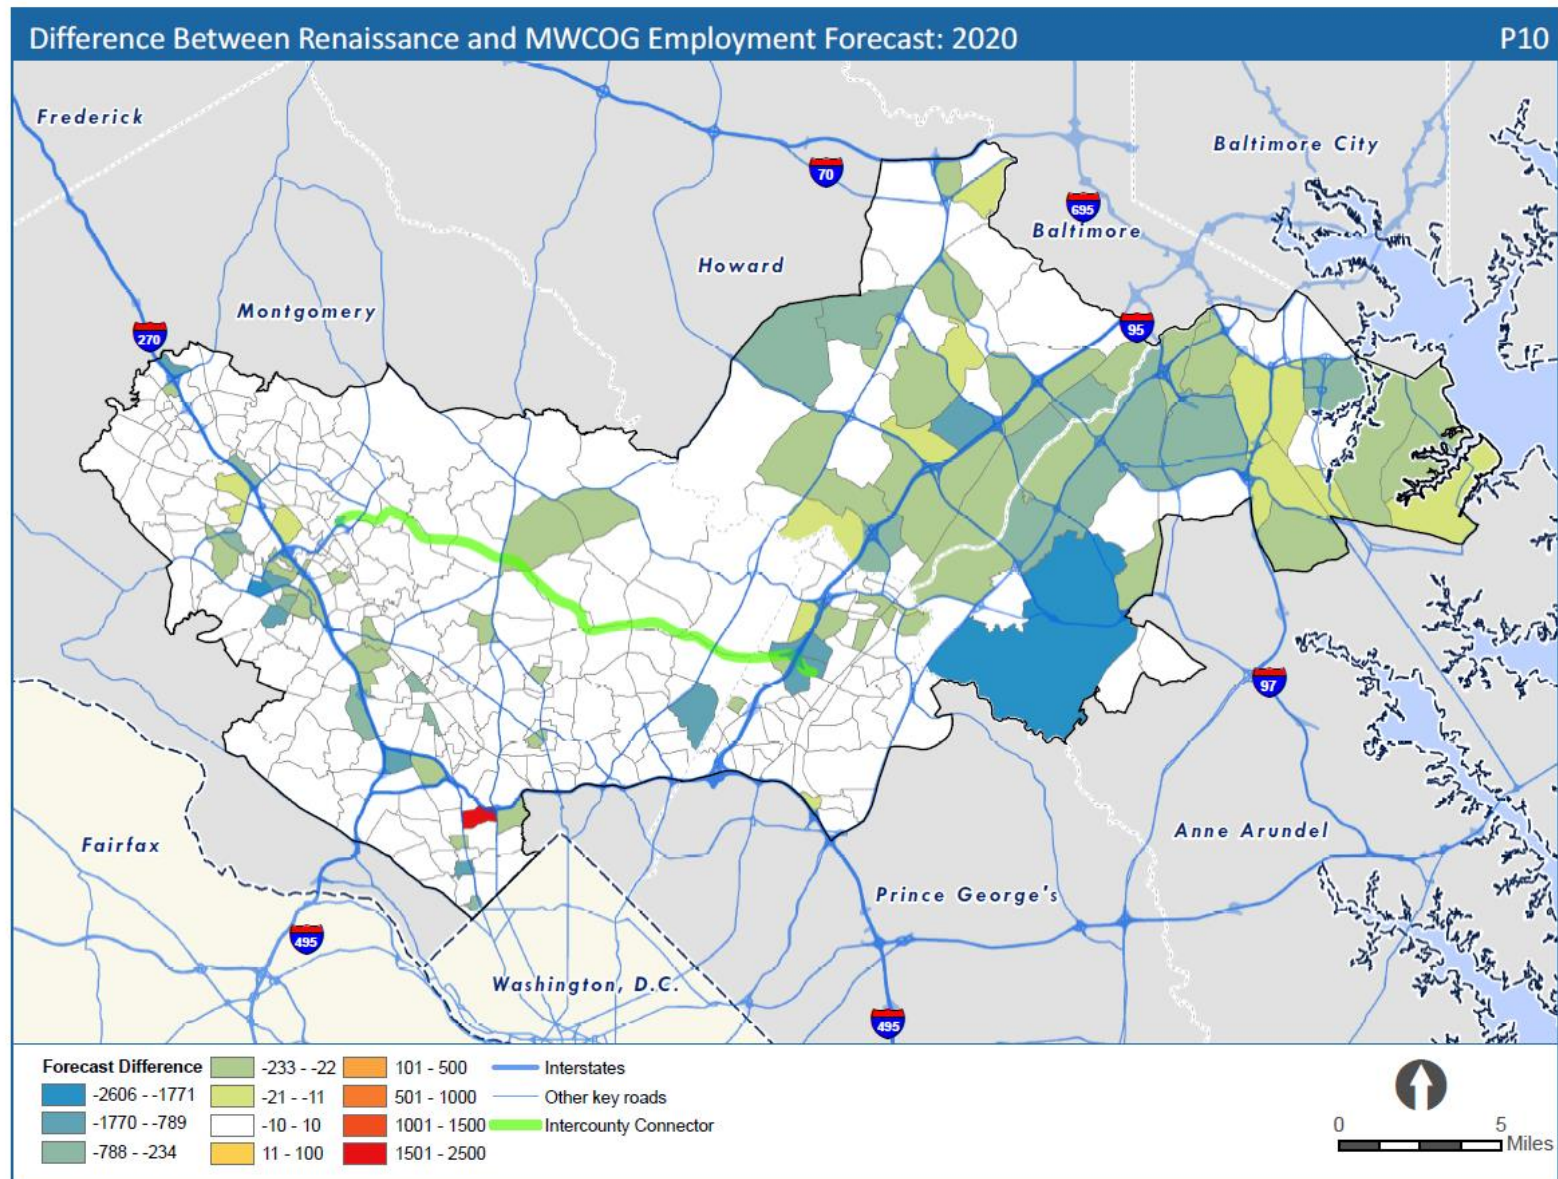 Difference Between Renaissance and MWCOG Employment Forecast: 2020 P10
Frederick
Baltimore City
70
695
Baltimore
Howard
Montgomery
95
270
97
Anne Arundel
Fairfax
Prince George's
495
Washington, D.C.
495
Forecast Difference
-2606 - -1771
-1770 - -789
-788 - -234
-233 - -22
-21 - -11
-10 - 10
11 - 100
101 - 500
501 - 1000
1001 - 1500
1501 - 2500
Interstates
Other key roads
Intercounty Connector
0 5
Miles